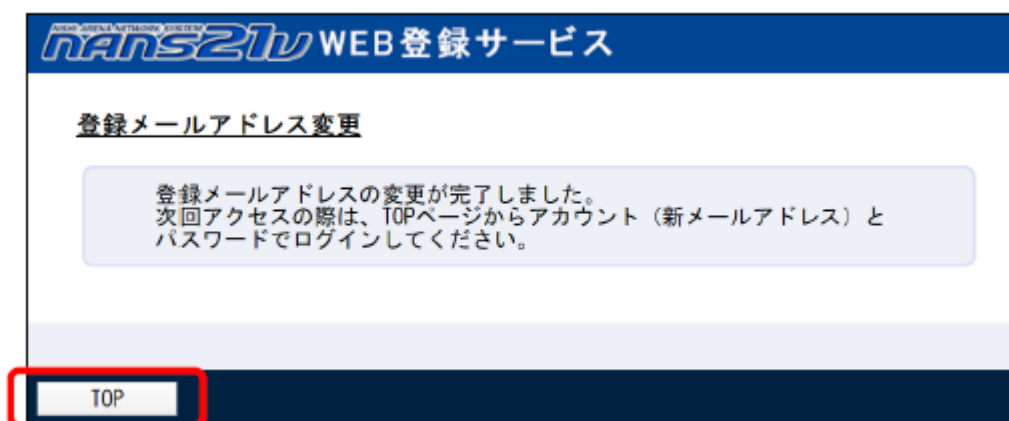 NANS21V WEB登録サービス
登録メールアドレス変更
登録メールアドレスの変更が完了しました。
次回アクセスの際は、TOPページからアカウント（新メールアドレス）と
パスワードでログインしてください。
TOP